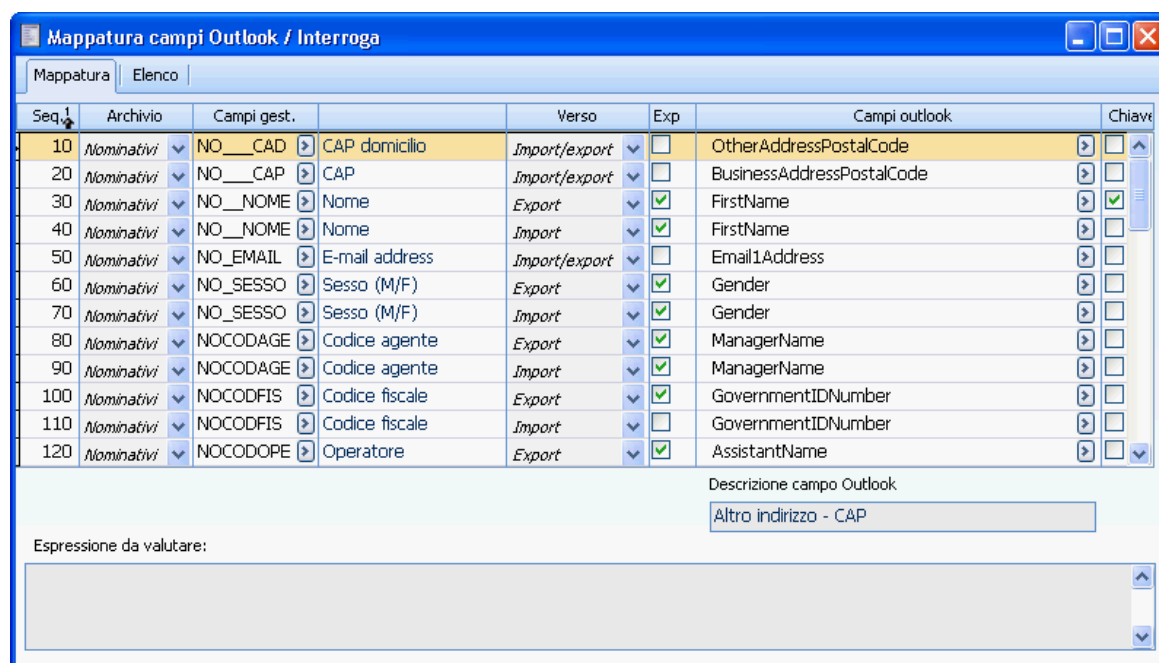 Mappatura campi Outlook / Interroga
Mappatura Elenco
Seq. 1 Archivio Campi gest. Verso Exp Campi outlook Chiave
10 Nominativi NO___CAD CAP domicilio Import/export OtherAddressPostalCode
20 Nominativi NO___CAP CAP Import/export BusinessAddressPostalCode
30 Nominativi NO__NOME Nome Export FirstName
40 Nominativi NO__NOME Nome Import FirstName
50 Nominativi NO_EMAIL E-mail address Import/export Email1Address
60 Nominativi NO_SESSO Sesso (M/F) Export Gender
70 Nominativi NO_SESSO Sesso (M/F) Import Gender
80 Nominativi NOCODAGE Codice agente Export ManagerName
90 Nominativi NOCODAGE Codice agente Import ManagerName
100 Nominativi NOCODFIS Codice fiscale Export GovernmentIDNumber
110 Nominativi NOCODFIS Codice fiscale Import GovernmentIDNumber
120 Nominativi NOCODOPE Operatore Export AssistantName
Descrizione campo Outlook
Altro indirizzo - CAP
Espressione da valutare: